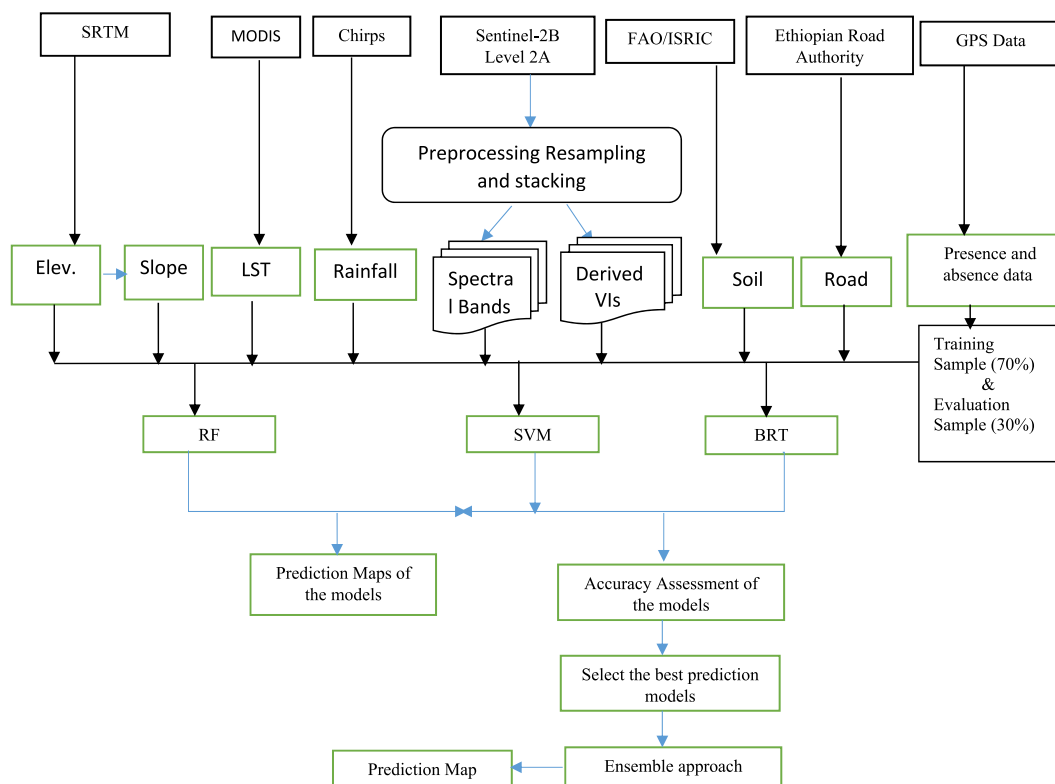 SRTM
MODIS
Chirps
Sentinel-2B
Level 2A
FAO/ISRIC
Ethiopian Road
Authority
GPS Data
Preprocessing Resampling
and stacking
Elev.
Slope
LST
Rainfall
Spectra
l Bands
Derived
VIs
Soil
Road
Presence and
absence data
Training
Sample (70%)
&
Evaluation
Sample (30%)
RF
SVM
BRT
Prediction Maps of
the models
Accuracy Assessment of
the models
Select the best prediction
models
Prediction Map
Ensemble approach